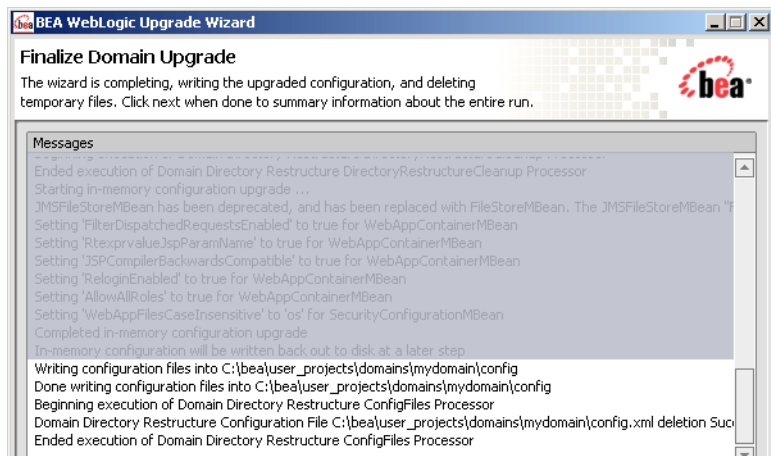 BEA WebLogic Upgrade Wizard
Finalize Domain Upgrade
The wizard is completing, writing the upgraded configuration, and deleting
temporary files. Click next when done to summary information about the entire run.
bea
Messages
Ended execution of Domain Directory Restructure DirectoryRestructureCleanup Processor
Starting in-memory configuration upgrade ...
JMSFileStoreMBean has been deprecated, and has been replaced with FileStoreMBean. The JMSFileStoreMBean "F
Setting 'FilterDispatchedRequestsEnabled' to true for WebAppContainerMBean
Setting 'RtexprvalueJspParamName' to true for WebAppContainerMBean
Setting 'JSPCompilerBackwardsCompatible' to true for WebAppContainerMBean
Setting 'ReloginEnabled' to true for WebAppContainerMBean
Setting 'AllowAllRoles' to true for WebAppContainerMBean
Setting 'WebAppFilesCaseInsensitive' to 'os' for SecurityConfigurationMBean
Completed in-memory configuration upgrade
In-memory configuration will be written back out to disk at a later step
Writing configuration files into C:\bea\user_projects\domains\mydomain\config
Done writing configuration files into C:\bea\user_projects\domains\mydomain\config
Beginning execution of Domain Directory Restructure ConfigFiles Processor
Domain Directory Restructure Configuration File C:\bea\user_projects\domains\mydomain\config.xml deletion Suc
Ended execution of Domain Directory Restructure ConfigFiles Processor